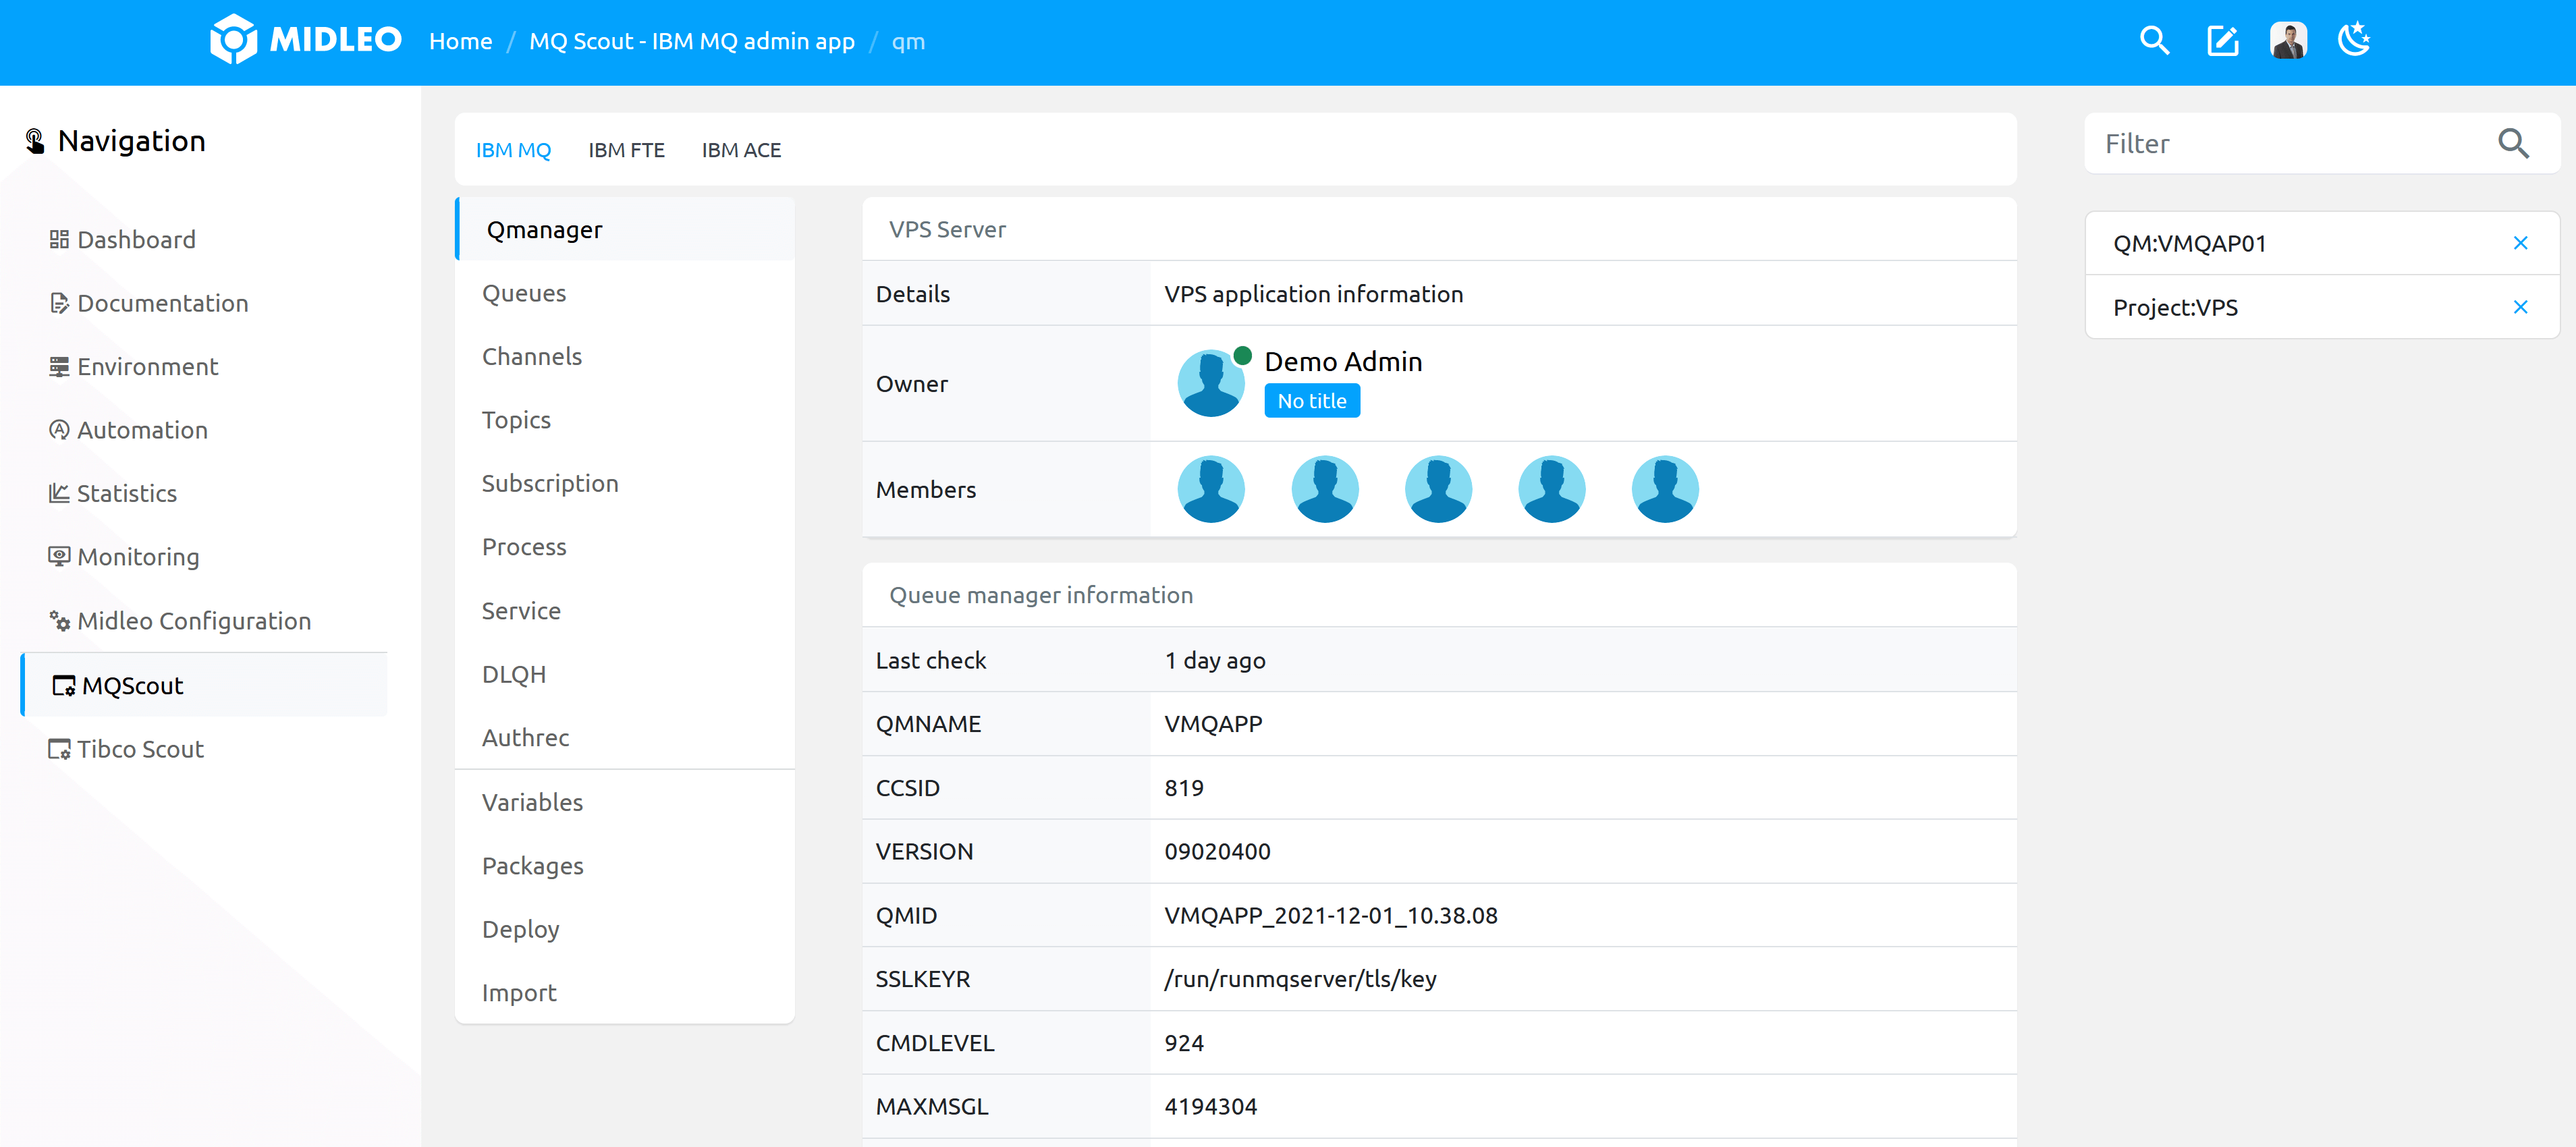 MIDLEO Home / MQ Scout - IBM MQ admin app / qm
Navigation
Dashboard
Documentation
Environment
Automation
Statistics
Monitoring
Midleo Configuration
MQScout
Tibco Scout
IBM MQ IBM FTE IBM ACE
Qmanager
Queues
Channels
Topics
Subscription
Process
Service
DLQH
Authrec
Variables
Packages
Deploy
Import
VPS Server
Details VPS application information
Owner Demo Admin
No title
Members
Queue manager information
Last check 1 day ago
QMNAME VMQAPP
CCSID 819
VERSION 09020400
QMID VMQAPP_2021-12-01_10.38.08
SSLKEYR /run/runmqserver/tls/key
CMDLEVEL 924
MAXMSGL 4194304
Filter
QM:VMQAP01
Project:VPS